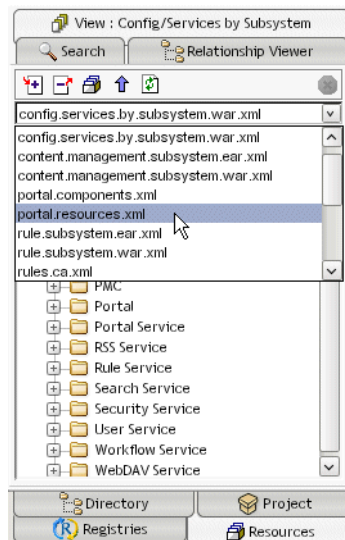 View : Config/Services by Subsystem
Search
Relationship Viewer
config.services.by.subsystem.war.xml
config.services.by.subsystem.war.xml
content.management.subsystem.ear.xml
content.management.subsystem.war.xml
portal.components.xml
portal.resources.xml
rule.subsystem.ear.xml
rule.subsystem.war.xml
rules.ca.xml
PMC
Portal
Portal Service
RSS Service
Rule Service
Search Service
Security Service
User Service
Workflow Service
WebDAV Service
Directory
Project
Registries
Resources